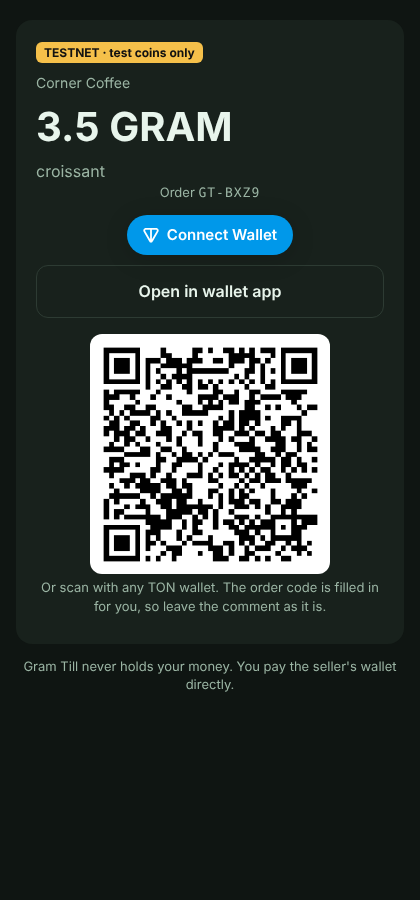 TESTNET · test coins only
Corner Coffee
3.5 GRAM
croissant
Order GT-BXZ9
Connect Wallet
Open in wallet app
Or scan with any TON wallet. The order code is filled in
for you, so leave the comment as it is.
Gram Till never holds your money. You pay the seller's wallet
directly.